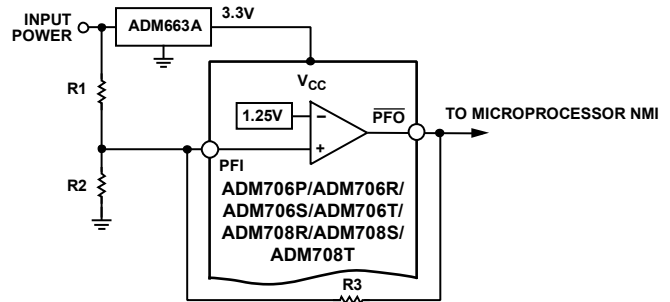 INPUT
POWER
ADM663A
3.3V
R1
VCC
1.25V
−
+
PFO
TO MICROPROCESSOR NMI
PFI
R2
ADM706P/ADM706R/
ADM706S/ADM706T/
ADM708R/ADM708S/
ADM708T
R3